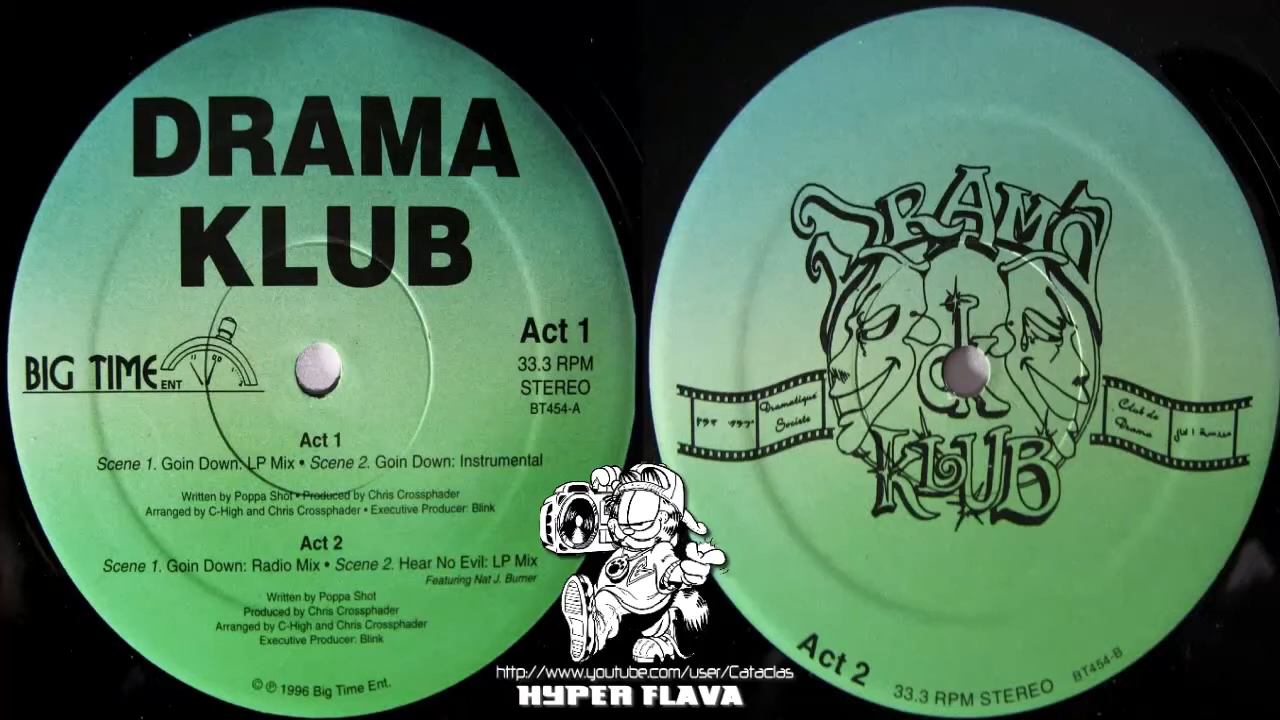 DRAMA
KLUB
BIG TIME ENT
Act 1
33.3 RPM
STEREO
BT454-A
Act 1
Scene 1. Goin Down: LP Mix • Scene 2. Goin Down: Instrumental
Written by Poppa Shot • Produced by Chris Crossphader
Arranged by C-High and Chris Crossphader • Executive Producer: Blink
Act 2
Scene 1. Goin Down: Radio Mix • Scene 2. Hear No Evil: LP Mix
Featuring Nat J. Burner
Written by Poppa Shot
Produced by Chris Crossphader
Arranged by C-High and Chris Crossphader
Executive Producer: Blink
© ℗ 1996 Big Time Ent.
DRAMA
KLUB
Dramatique
Societe
Club de
Drama
Act 2
33.3 RPM STEREO
BT454-B
http://www.youtube.com/user/Cataclas
HYPER FLAVA